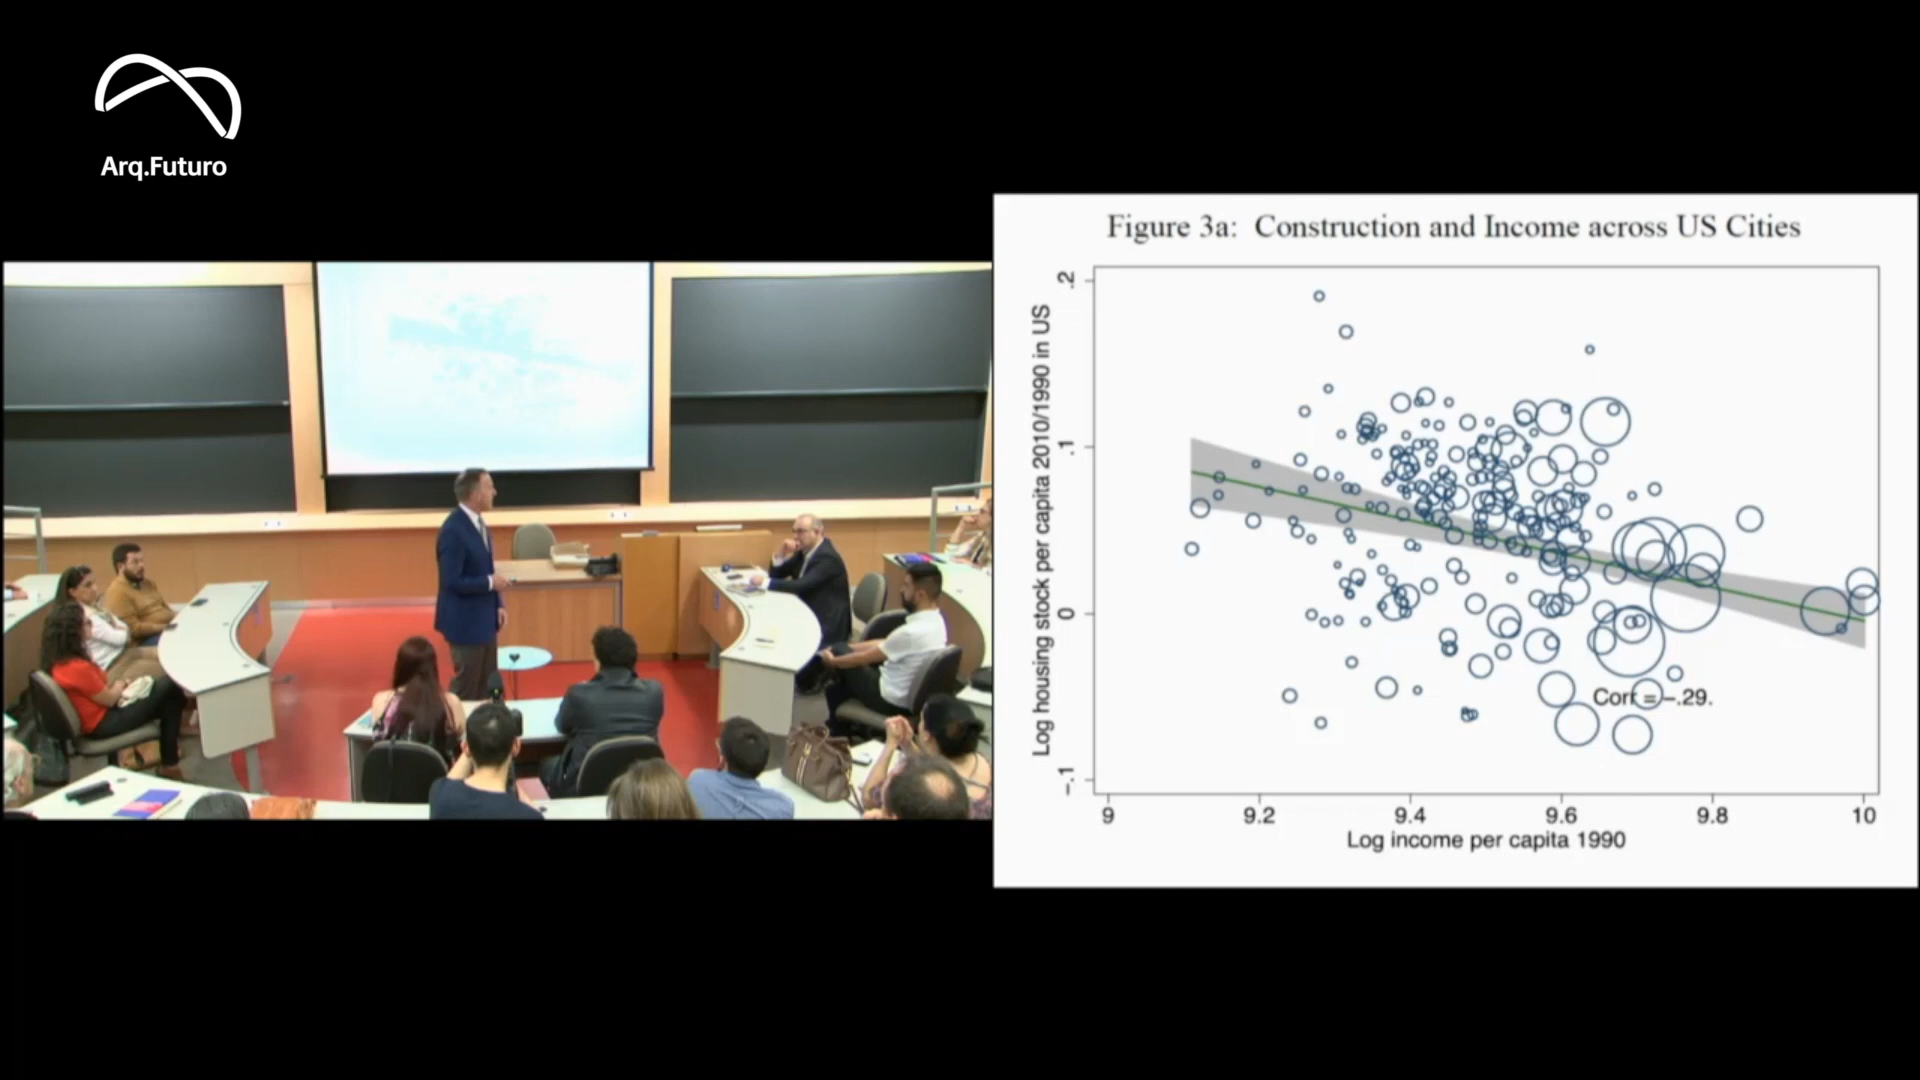 Arq.Futuro
Figure 3a: Construction and Income across US Cities
Log housing stock per capita 2010/1990 in US
.2
.1
0
-.1
Corr = -.29.
9
9.2
9.4
9.6
9.8
10
Log income per capita 1990